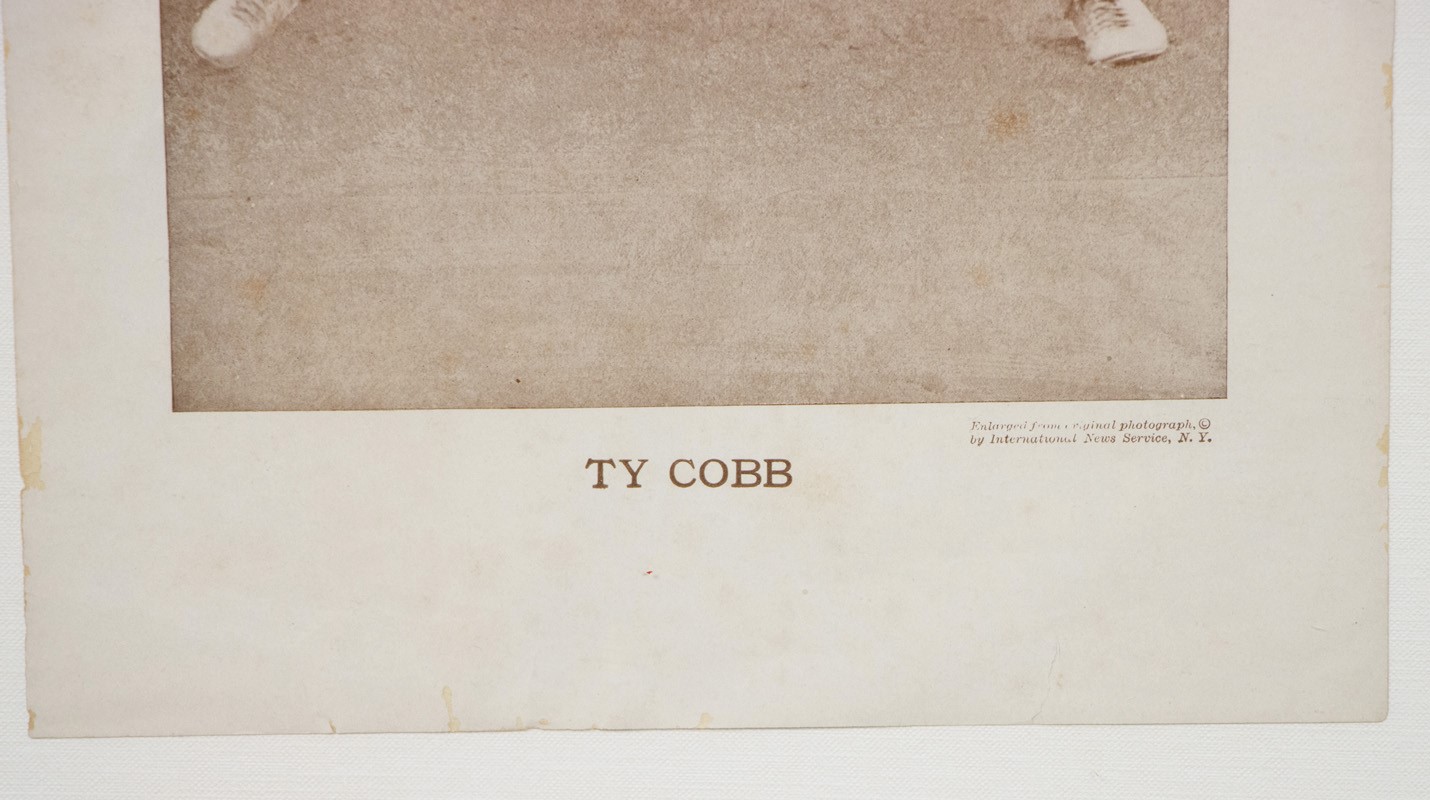 Enlarged from original photograph, ©
by International News Service, N. Y.
TY COBB